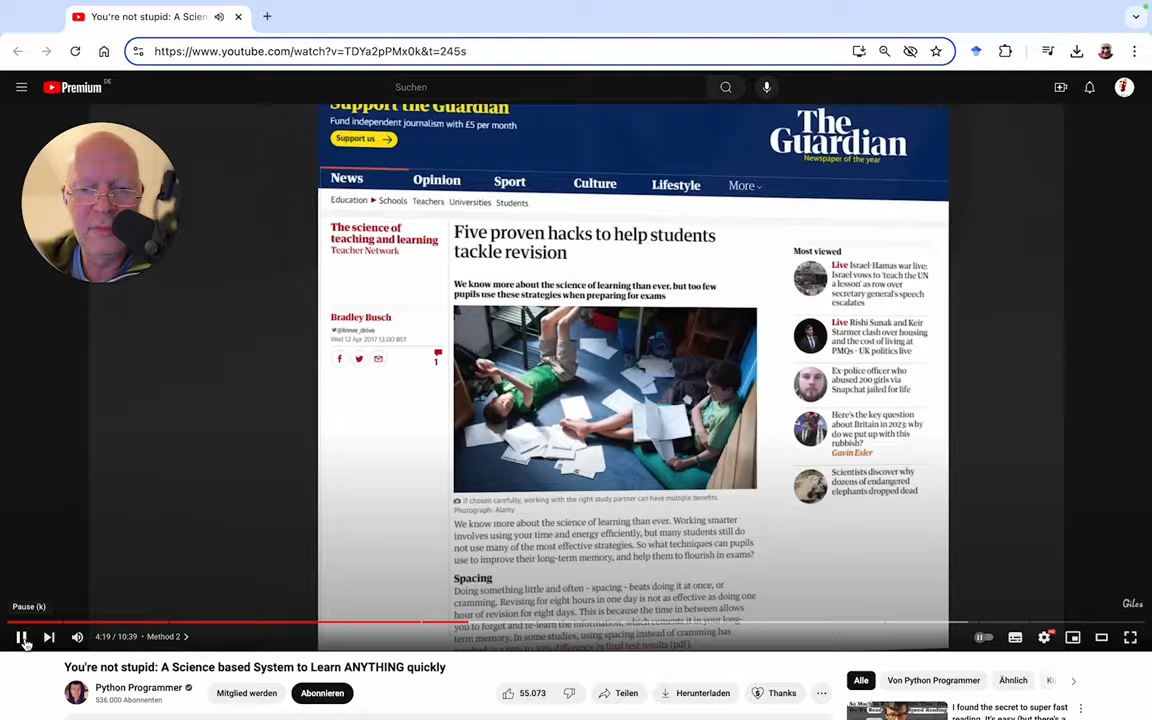 You're not stupid: A Scien
https://www.youtube.com/watch?v=TDYa2pPMx0k&t=245s
Premium DE
Suchen
Support the Guardian
Fund independent journalism with £5 per month
Support us →
The Guardian
Newspaper of the year
News Opinion Sport Culture Lifestyle More
Education Schools Teachers Universities Students
The science of
teaching and learning
Teacher Network
Five proven hacks to help students
tackle revision
We know more about the science of learning than ever, but too few
pupils use these strategies when preparing for exams
Bradley Busch
@Inner_drive
Wed 12 Apr 2017 13.00 BST
1
Most viewed
Live Israel-Hamas war live:
Israel vows to 'teach the UN
a lesson' as row over
secretary general's speech
escalates
Live Rishi Sunak and Keir
Starmer clash over housing
and the cost of living at
PMQs – UK politics live
Ex-police officer who
abused 200 girls via
Snapchat jailed for life
Here's the key question
about Britain in 2023: why
do we put up with this
rubbish?
Gavin Esler
Scientists discover why
dozens of endangered
elephants dropped dead
If chosen carefully, working with the right study partner can have multiple benefits.
Photograph: Alamy
We know more about the science of learning than ever. Working smarter
involves using your time and energy efficiently, but many students still do
not use many of the most effective strategies. So what techniques can pupils
use to improve their long-term memory, and help them to flourish in exams?
Spacing
Doing something little and often – spacing – beats doing it at once, or
cramming. Revising for eight hours in one day is not as effective as doing one
hour of revision for eight days. This is because the time in between allows
you to forget and re-learn the information, which cements it in your long-
term memory. In some studies, using spacing instead of cramming has
final test results [pdf].
Giles
Pause (k)
4:19 / 10:39 • Method 2
You're not stupid: A Science based System to Learn ANYTHING quickly
Python Programmer
536.000 Abonnenten
Mitglied werden
Abonnieren
55.073
Teilen
Herunterladen
Thanks
Alle
Von Python Programmer
Ähnlich
I found the secret to super fast